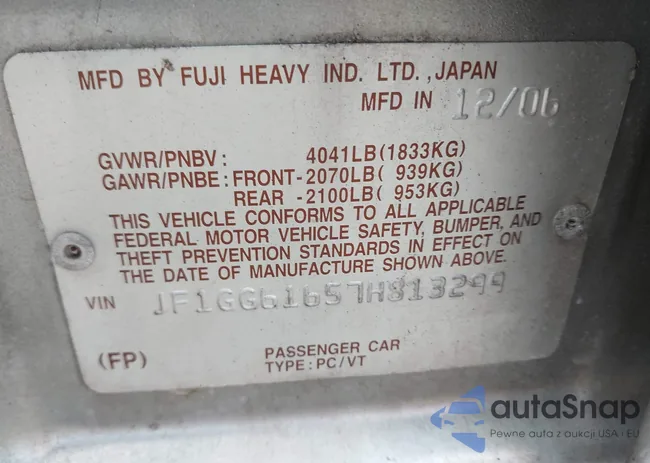 MFD BY FUJI HEAVY IND. LTD., JAPAN
MFD IN 12/06
GVWR/PNBV: 4041LB(1833KG)
GAWR/PNBE: FRONT-2070LB( 939KG)
REAR -2100LB( 953KG)
THIS VEHICLE CONFORMS TO ALL APPLICABLE
FEDERAL MOTOR VEHICLE SAFETY, BUMPER, AND
THEFT PREVENTION STANDARDS IN EFFECT ON
THE DATE OF MANUFACTURE SHOWN ABOVE.
VIN JF1GG61657H813299
(FP) PASSENGER CAR
TYPE: PC/VT
autaSnap
Pewne auta z aukcji USA i EU